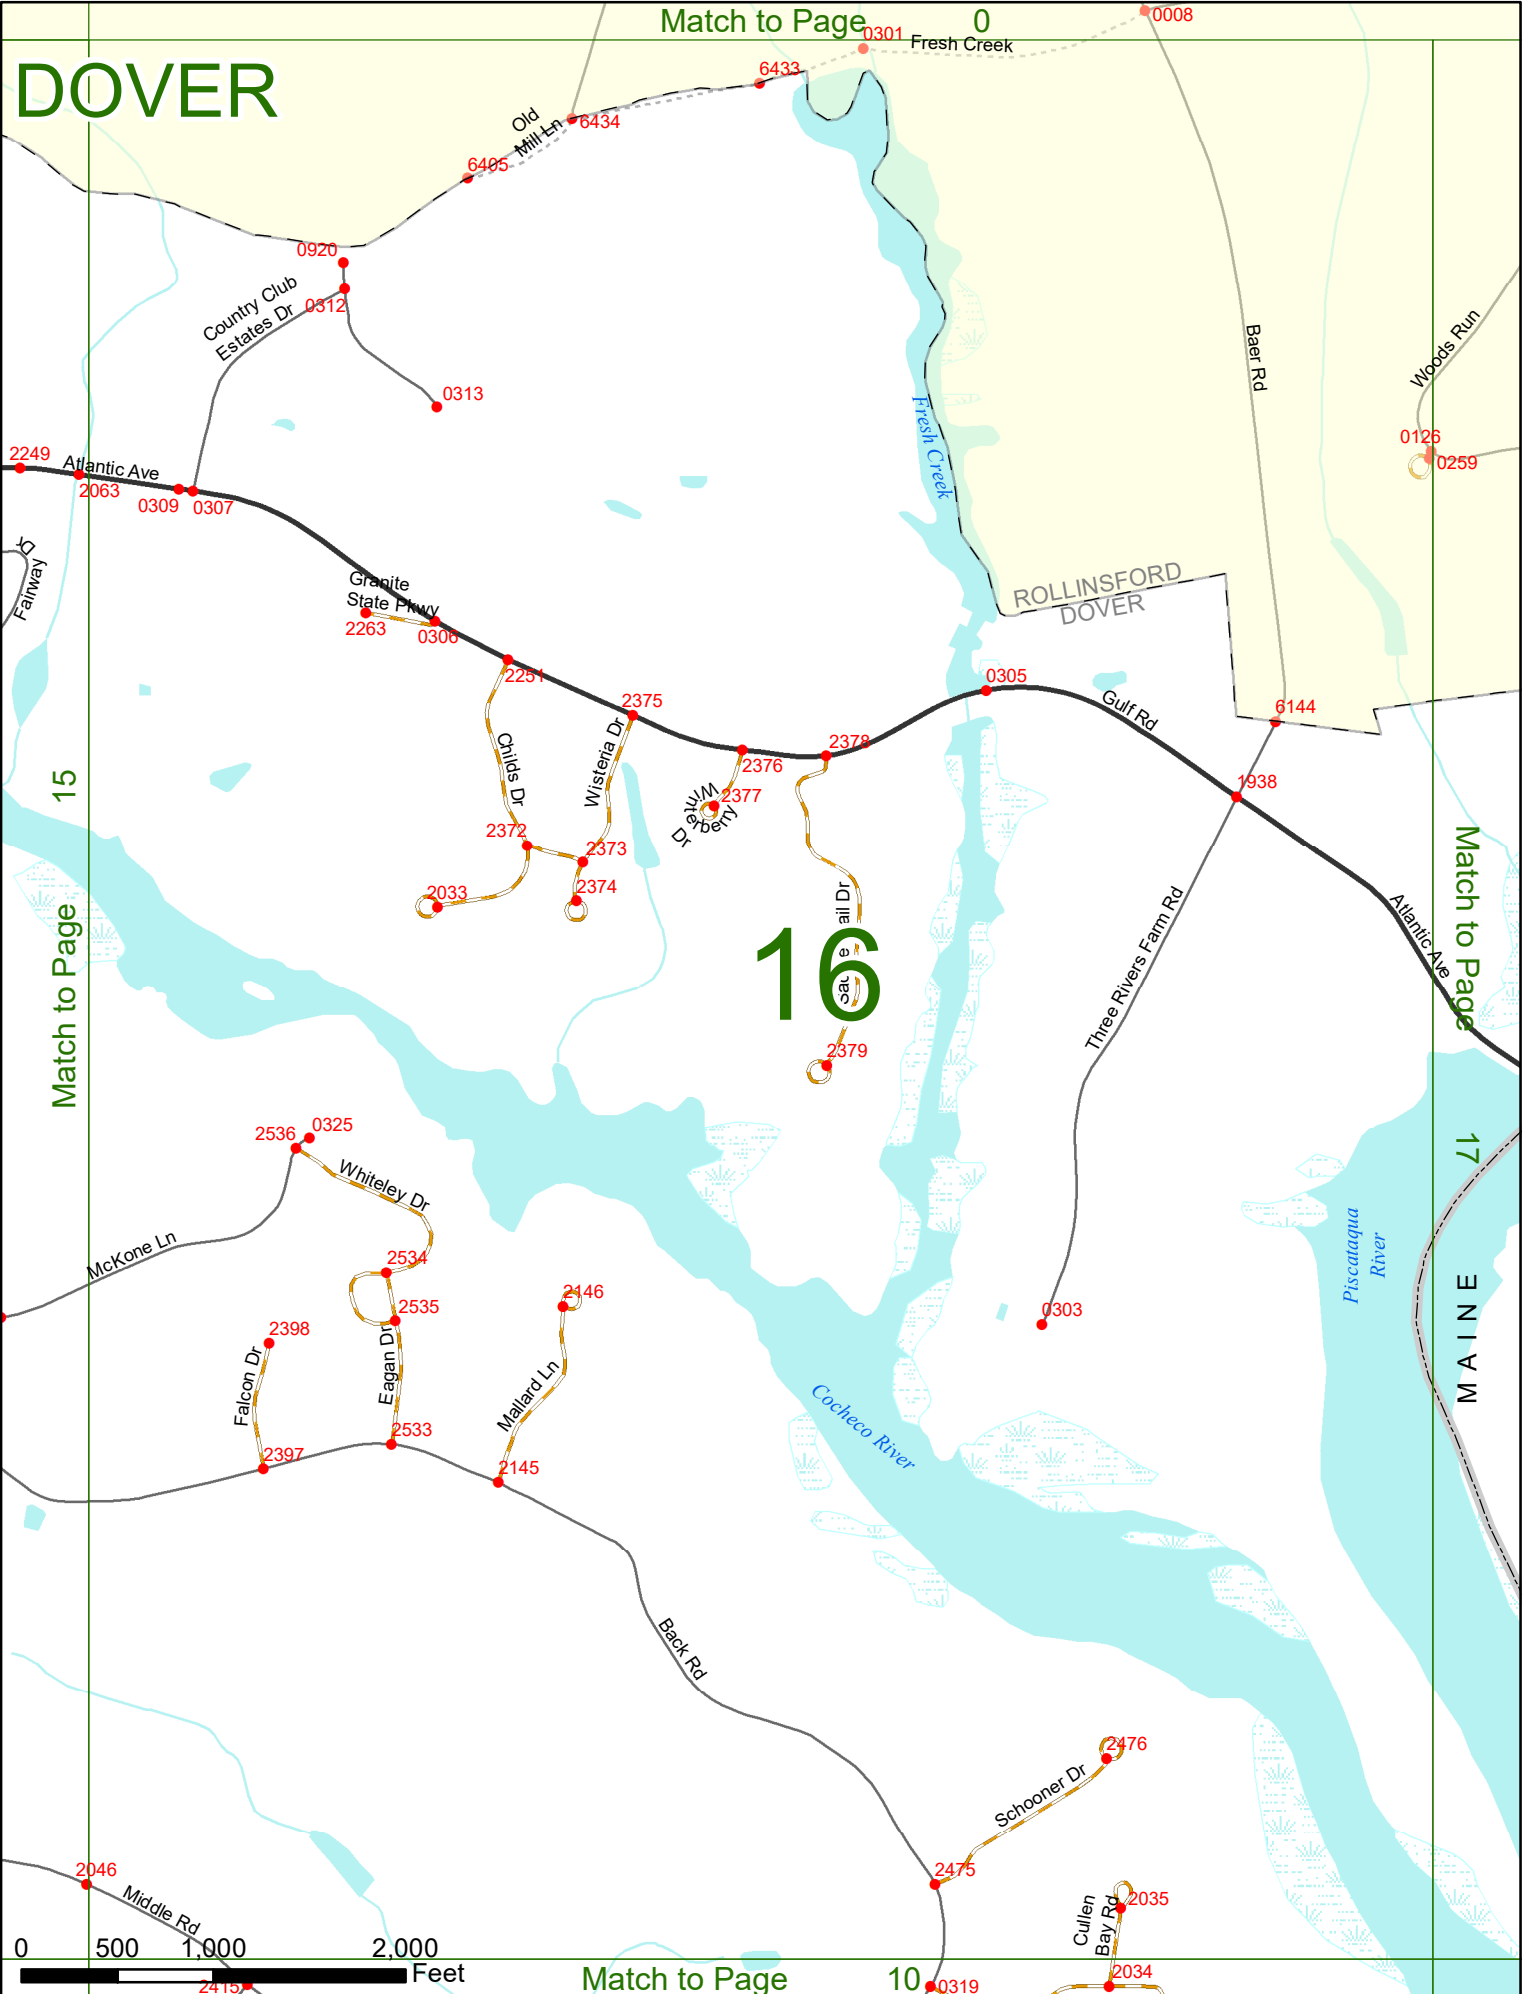 Match to Page 0
0008
0301
Fresh Creek
DOVER
6433
Old
Mill Ln
6434
6405
0920
Country Club
Estates Dr
0312
0313
Baer Rd
Woods Run
0126
0259
Fresh Creek
2249
Atlantic Ave
2063
0309
0307
Fairway
Dr
Granite
State Pkwy
2263
0306
ROLLINSFORD
DOVER
2251
2375
0305
Gulf Rd
6144
Childs Dr
Wisteria Dr
2376
2378
1938
2377
Winterberry
Dr
Match to Page 15
2372
2373
2374
2033
16
Three Rivers Farm Rd
Atlantic Ave
Match to Page 17
2379
0325
2536
Whiteley Dr
McKone Ln
2534
2535
2146
Piscataqua
River
MAINE
0303
2398
Falcon Dr
Eagan Dr
Mallard Ln
Cocheco River
2533
2397
2145
Back Rd
2476
Schooner Dr
2475
2046
Middle Rd
2035
Cullen
Bay Rd
0 500 1,000 2,000
Feet
2415
Match to Page 10
0319
2034